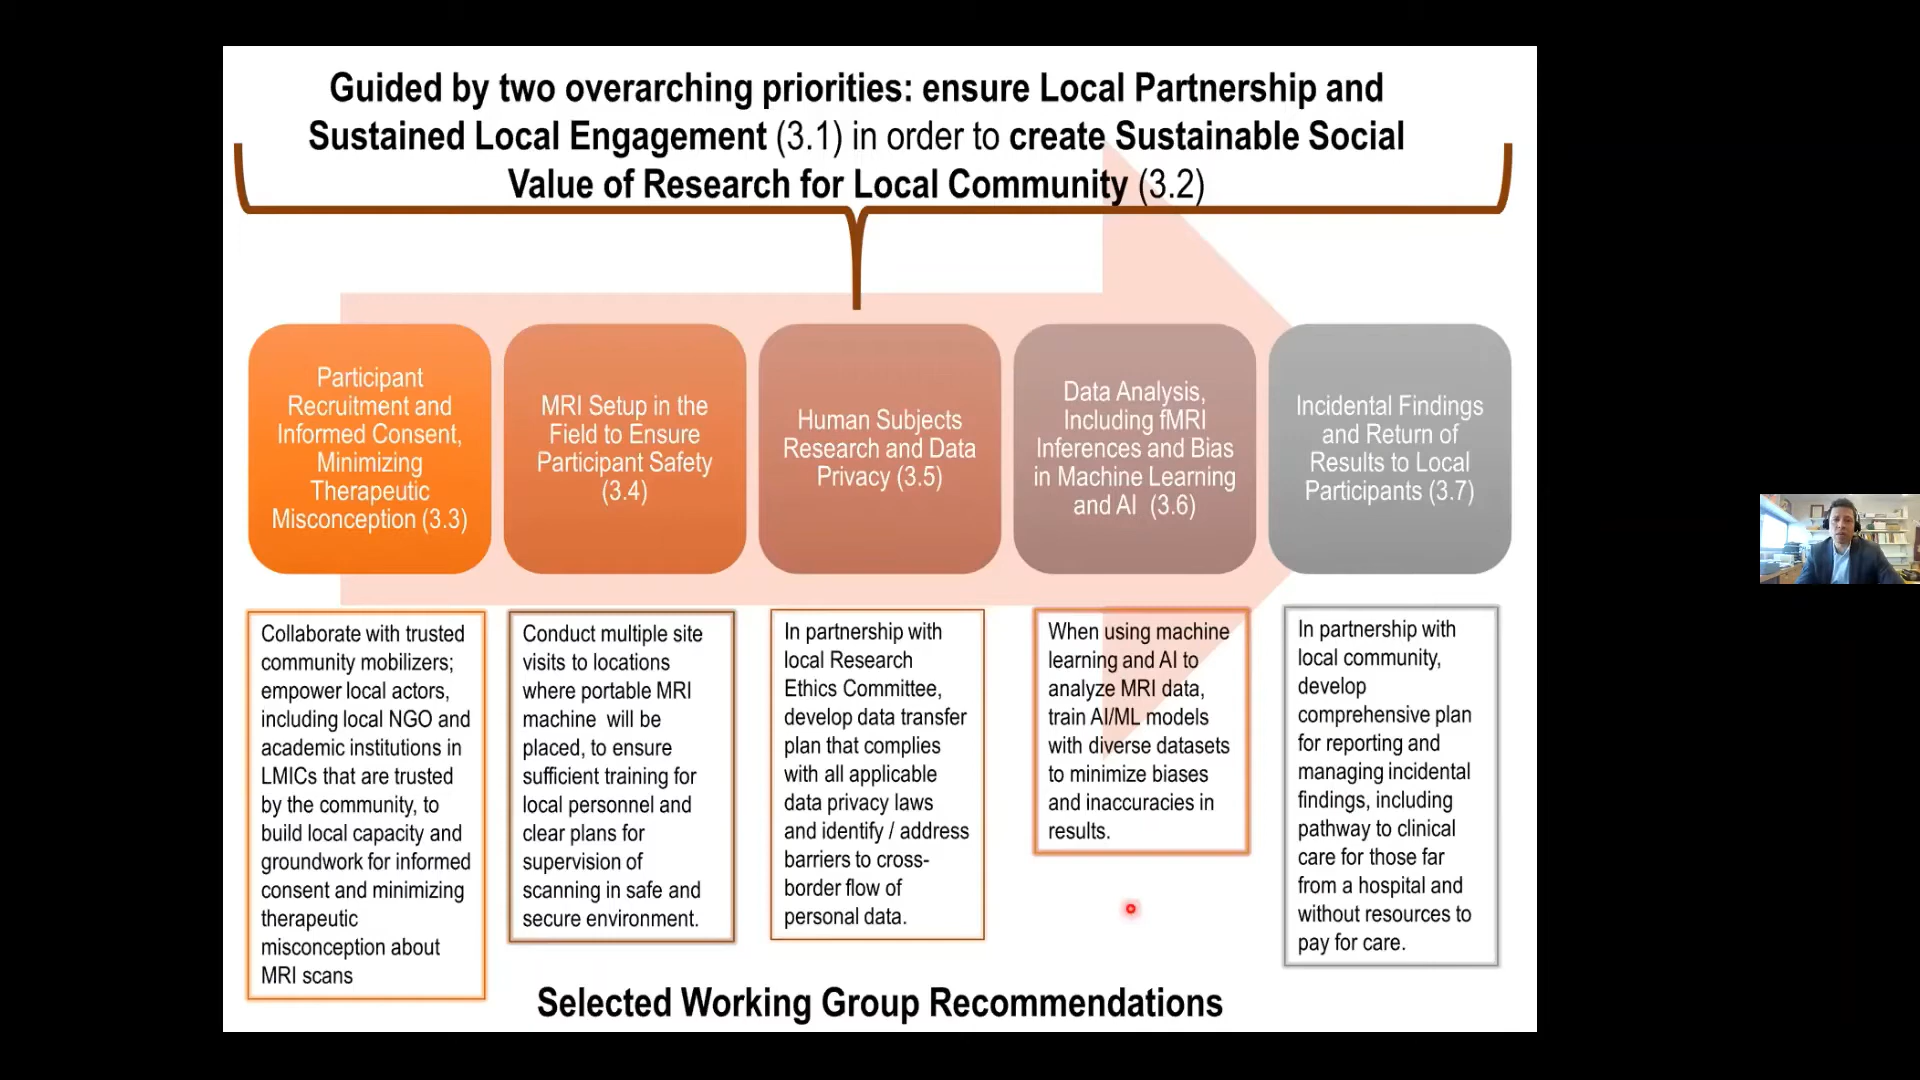 Guided by two overarching priorities: ensure Local Partnership and
Sustained Local Engagement (3.1) in order to create Sustainable Social
Value of Research for Local Community (3.2)
Participant
Recruitment and
Informed Consent,
Minimizing
Therapeutic
Misconception (3.3)
MRI Setup in the
Field to Ensure
Participant Safety
(3.4)
Human Subjects
Research and Data
Privacy (3.5)
Data Analysis,
Including fMRI
Inferences and Bias
in Machine Learning
and AI (3.6)
Incidental Findings
and Return of
Results to Local
Participants (3.7)
Collaborate with trusted
community mobilizers;
empower local actors,
including local NGO and
academic institutions in
LMICs that are trusted
by the community, to
build local capacity and
groundwork for informed
consent and minimizing
therapeutic
misconception about
MRI scans
Conduct multiple site
visits to locations
where portable MRI
machine will be
placed, to ensure
sufficient training for
local personnel and
clear plans for
supervision of
scanning in safe and
secure environment.
In partnership with
local Research
Ethics Committee,
develop data transfer
plan that complies
with all applicable
data privacy laws
and identify / address
barriers to cross-
border flow of
personal data.
When using machine
learning and AI to
analyze MRI data,
train AI/ML models
with diverse datasets
to minimize biases
and inaccuracies in
results.
In partnership with
local community,
develop
comprehensive plan
for reporting and
managing incidental
findings, including
pathway to clinical
care for those far
from a hospital and
without resources to
pay for care.
Selected Working Group Recommendations